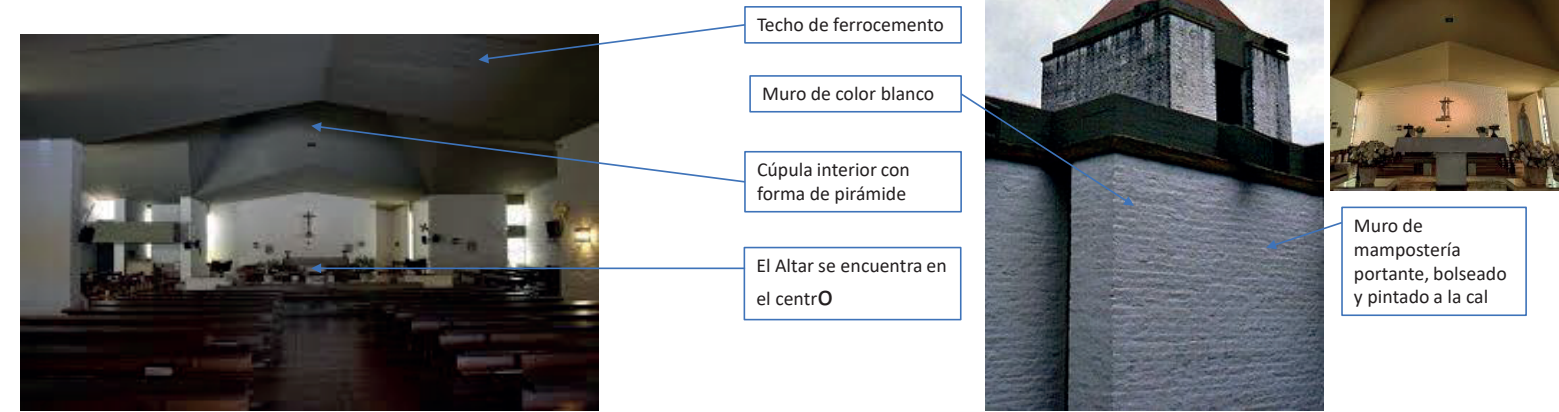 Techo de ferrocemento
Muro de color blanco
Cúpula interior con
forma de pirámide
El Altar se encuentra en
el centrO
Muro de
mampostería
portante, bolseado
y pintado a la cal